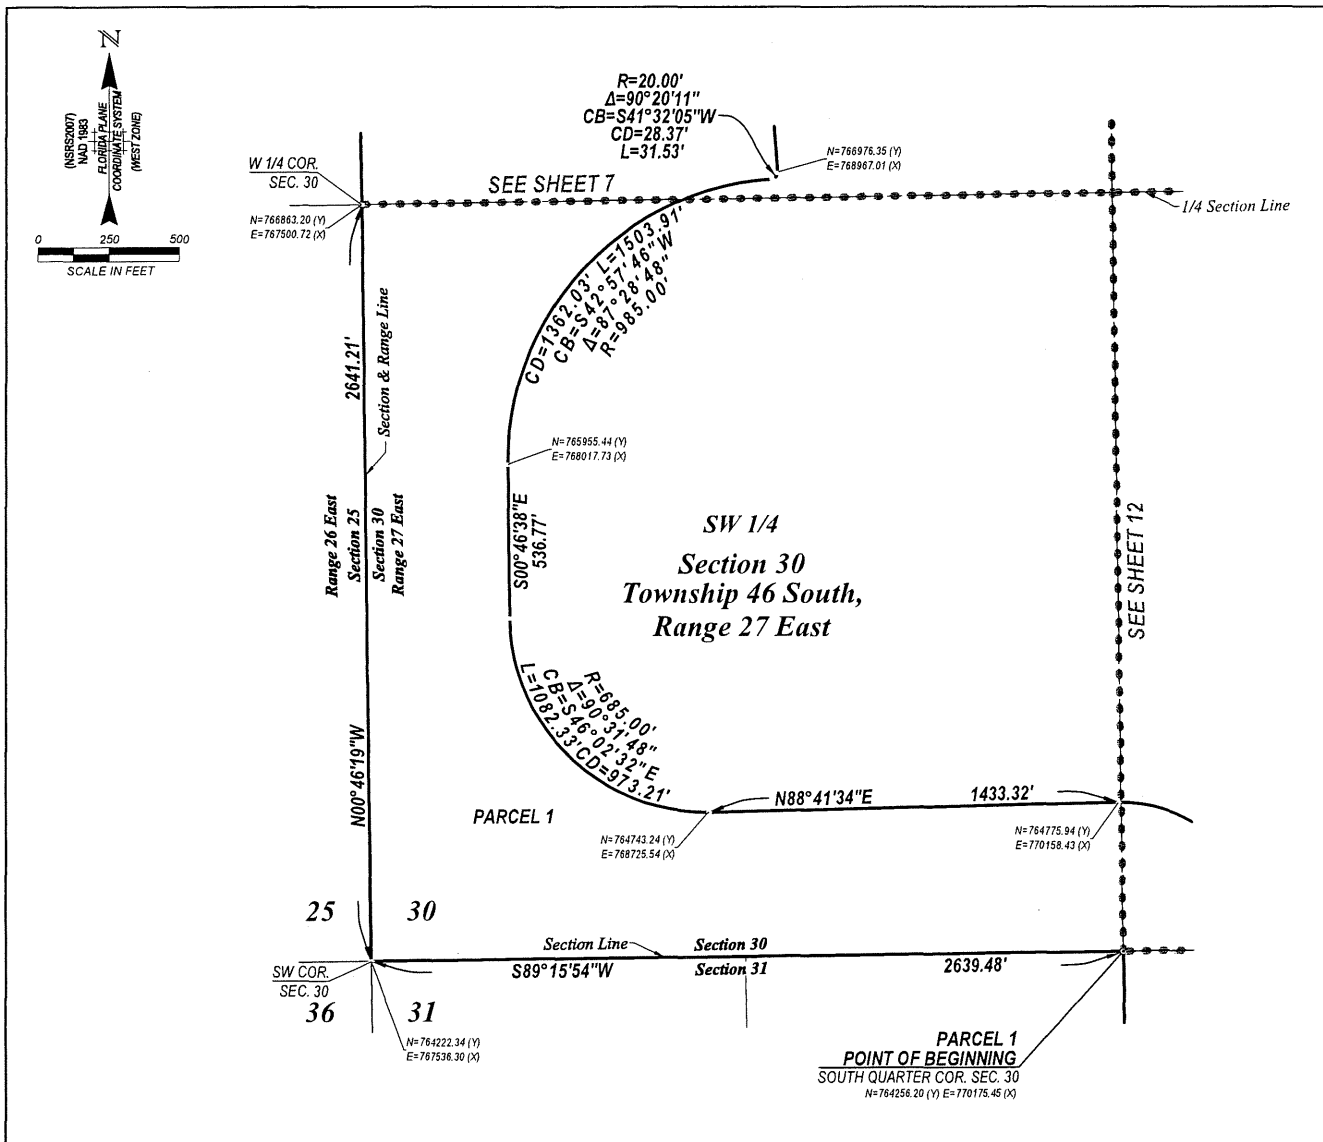 N
(NSRS2007)
NAD 1983
FLORIDA PLANE
COORDINATE SYSTEM
(WEST ZONE)
0 250 500
SCALE IN FEET
R=20.00'
Δ=90°20'11"
CB=S41°32'05"W
CD=28.37'
L=31.53'
N=766976.35 (Y)
E=768967.01 (X)
W 1/4 COR.
SEC. 30
N=766863.20 (Y)
E=767500.72 (X)
SEE SHEET 7
1/4 Section Line
CD=1362.03' L=1503.91'
CB=S42°57'46"W
Δ=87°28'48"
R=985.00'
2641.21'
Section & Range Line
N=765955.44 (Y)
E=768017.73 (X)
Range 26 East
Section 25
Section 30
Range 27 East
S00°46'38"E
536.77'
SW 1/4
Section 30
Township 46 South,
Range 27 East
SEE SHEET 12
R=685.00'
Δ=90°31'48"
CB=S46°02'32"E
L=1082.33' CD=973.21'
N00°46'19"W
PARCEL 1
N88°41'34"E 1433.32'
N=764743.24 (Y)
E=768725.54 (X)
N=764775.94 (Y)
E=770158.43 (X)
25 30
Section Line Section 30
S89°15'54"W Section 31 2639.48'
SW COR.
SEC. 30
36 31
N=764222.34 (Y)
E=767536.30 (X)
PARCEL 1
POINT OF BEGINNING
SOUTH QUARTER COR. SEC. 30
N=764256.20 (Y) E=770175.45 (X)